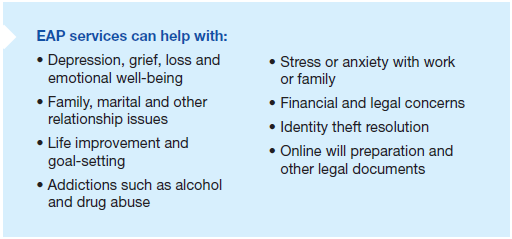 EAP services can help with:
• Depression, grief, loss and
emotional well-being
• Family, marital and other
relationship issues
• Life improvement and
goal-setting
• Addictions such as alcohol
and drug abuse
• Stress or anxiety with work
or family
• Financial and legal concerns
• Identity theft resolution
• Online will preparation and
other legal documents